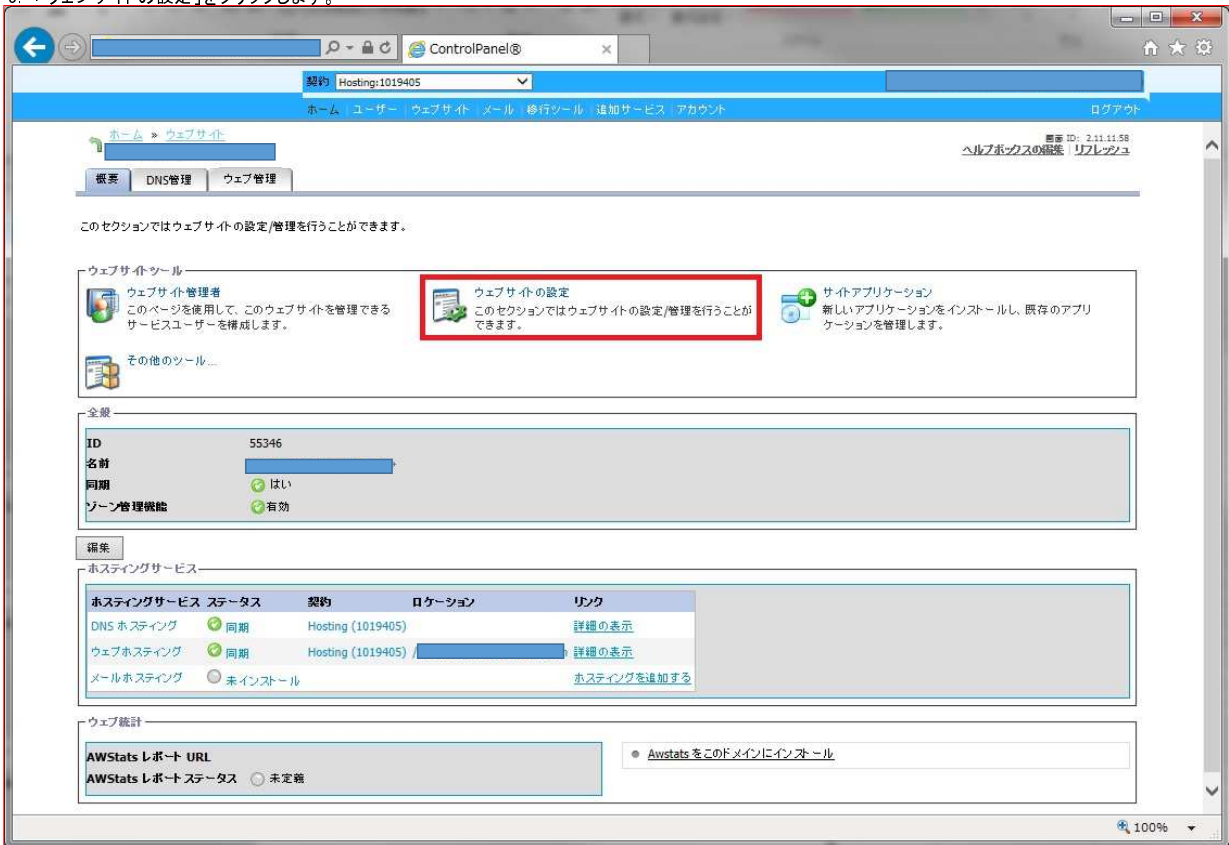 「ウェブサイトの設定」をクリックします。
ControlPanel®
契約 Hosting:1019405
ホーム | ユーザー | ウェブサイト | メール | 移行ツール | 追加サービス | アカウント ログアウト
ホーム » ウェブサイト
画面 ID: 2.11.11.58
ヘルプボックスの編集 | リフレッシュ
概要 DNS管理 ウェブ管理
このセクションではウェブサイトの設定/管理を行うことができます。
ウェブサイトツール
ウェブサイト管理者
このページを使用して、このウェブサイトを管理できる
サービスユーザーを構成します。
ウェブサイトの設定
このセクションではウェブサイトの設定/管理を行うことが
できます。
サイトアプリケーション
新しいアプリケーションをインストールし、既存のアプリ
ケーションを管理します。
その他のツール...
全般
ID 55346
名前
同期 はい
ゾーン管理機能 有効
編集
ホスティングサービス
ホスティングサービス ステータス 契約 ロケーション リンク
DNS ホスティング 同期 Hosting (1019405) 詳細の表示
ウェブホスティング 同期 Hosting (1019405) / 詳細の表示
メールホスティング 未インストール ホスティングを追加する
ウェブ統計
AWStats レポート URL
AWStats レポートステータス 未定義
Awstats をこのドメインにインストール
100%